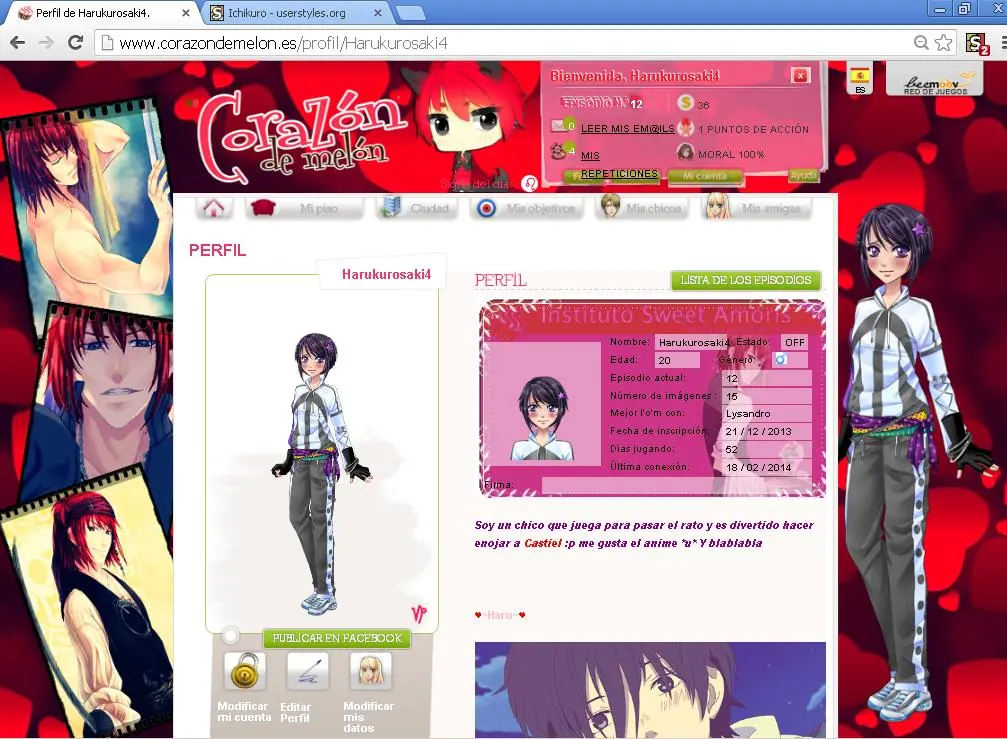 Perfil de Harukurosaki4.
Ichikuro - userstyles.org
www.corazondemelon.es/profil/Harukurosaki4
2
Corazón
de melón
Bienvenida, Harukurosaki4
EPISODIO N.º 12
36
0 LEER MIS EM@ILS
1 PUNTOS DE ACCIÓN
4 MIS
REPETICIONES
MORAL 100%
Mi cuenta
Ayuda
Signo del día
ES
beemoov
RED DE JUEGOS
Mi piso
Ciudad
Mis objetivos
Mis chicos
Mis amigas
PERFIL
Harukurosaki4
VP
PUBLICAR EN FACEBOOK
Modificar
mi cuenta
Editar
Perfil
Modificar
mis
datos
PERFIL
LISTA DE LOS EPISODIOS
Instituto Sweet Amoris
Nombre: Harukurosaki4 Estado: OFF
Edad: 20 Género:
Episodio actual: 12
Número de imágenes : 15
Mejor l'o'm con: Lysandro
Fecha de inscripción: 21 / 12 / 2013
Días jugando: 52
Última conexión: 18 / 02 / 2014
Firma:
Soy un chico que juega para pasar el rato y es divertido hacer
enojar a Castiel :p me gusta el anime *u* Y blablabla
♥~Haru~♥